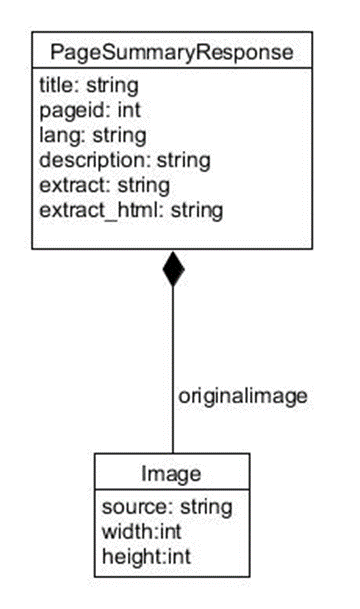 PageSummaryResponse
title: string
pageid: int
lang: string
description: string
extract: string
extract_html: string
originalimage
Image
source: string
width:int
height:int